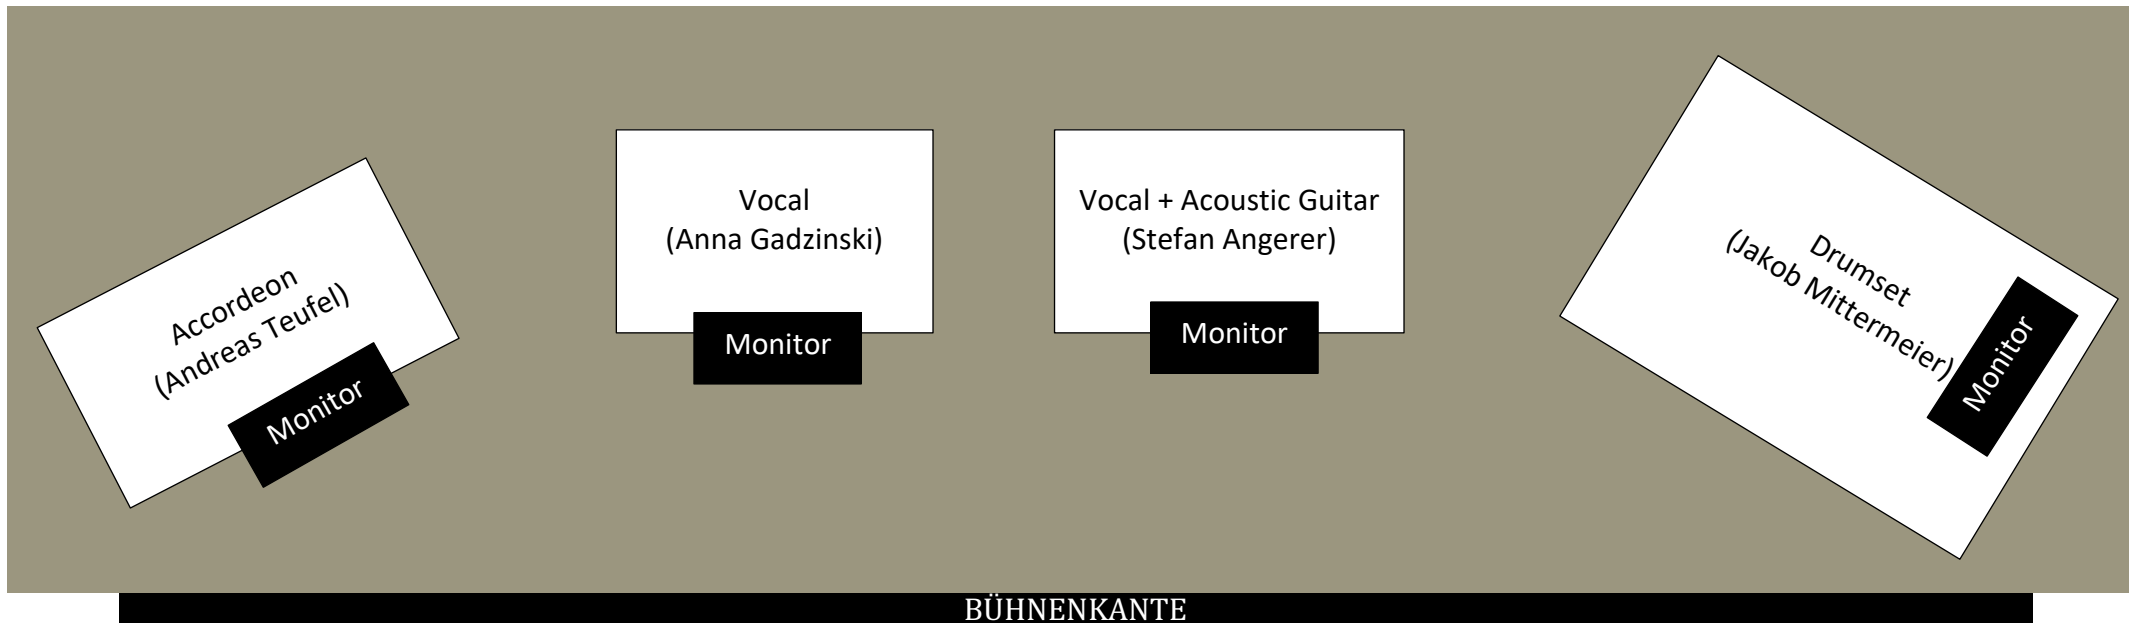 Accordeon
(Andreas Teufel)
Monitor
Vocal
(Anna Gadzinski)
Monitor
Vocal + Acoustic Guitar
(Stefan Angerer)
Monitor
Drumset
(Jakob Mittermeier)
Monitor
BÜHNENKANTE